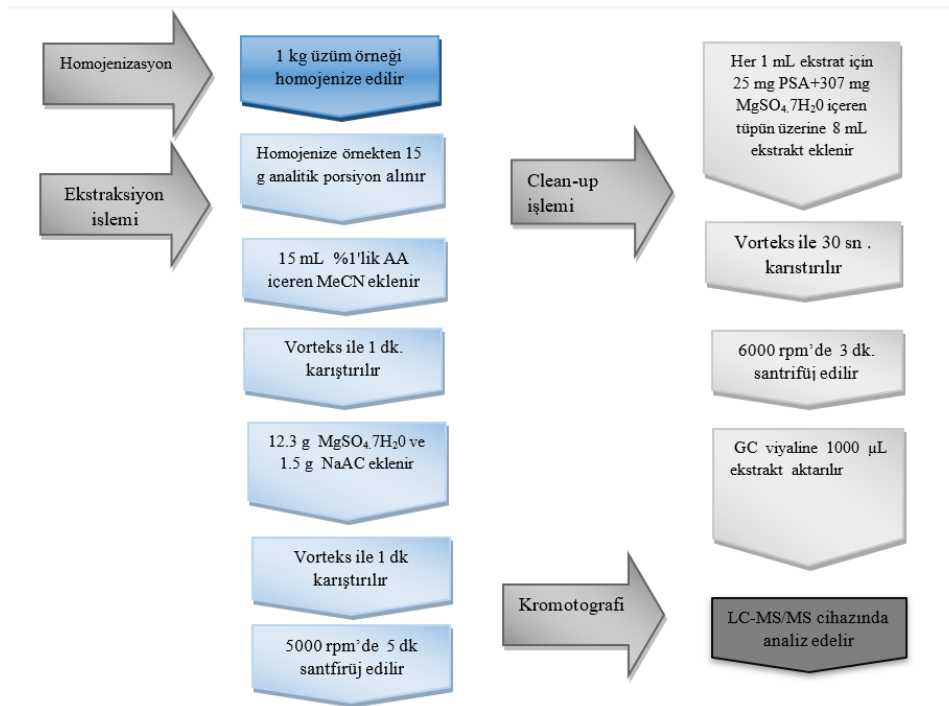 Homojenizasyon
1 kg üzüm örneği
homojenize edilir
Ekstraksiyon
islemi
Homojenize örnekten 15
g analitik porsiyon alınır
15 mL %1'lik AA
içeren MeCN eklenir
Vorteks ile 1 dk.
karıştırılır
12.3 g MgSO4.7H20 ve
1.5 g NaAC eklenir
Vorteks ile 1 dk
karıştırılır
5000 rpm’de 5 dk
santfirüj edilir
Clean-up
işlemi
Her 1 mL ekstrat için
25 mg PSA+307 mg
MgSO4.7H20 içeren
tüpün üzerine 8 mL
ekstrakt eklenir
Vorteks ile 30 sn .
karıstırılır
6000 rpm’de 3 dk.
santrifüj edilir
GC viyaline 1000 µL
ekstrakt aktarılır
Kromotografi
LC-MS/MS cihazında
analiz edelir